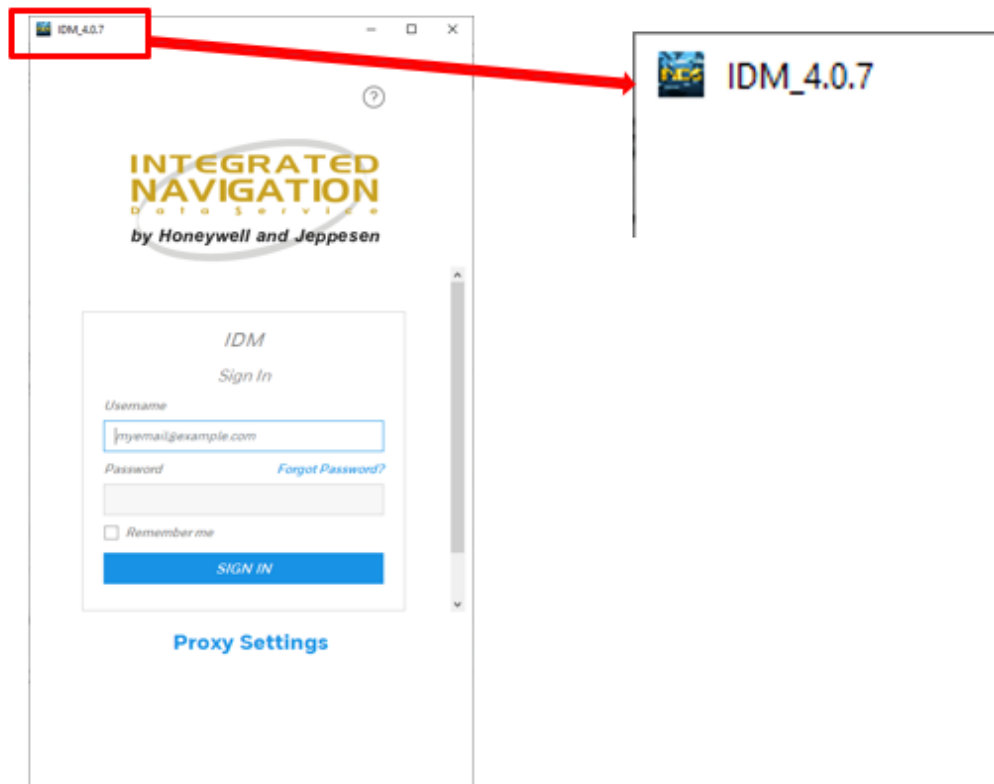 IDM_4.0.7
IDM_4.0.7
INTEGRATED
NAVIGATION
Data Service
by Honeywell and Jeppesen
IDM
Sign In
Username
myemail@example.com
Password Forgot Password?
Remember me
SIGN IN
Proxy Settings